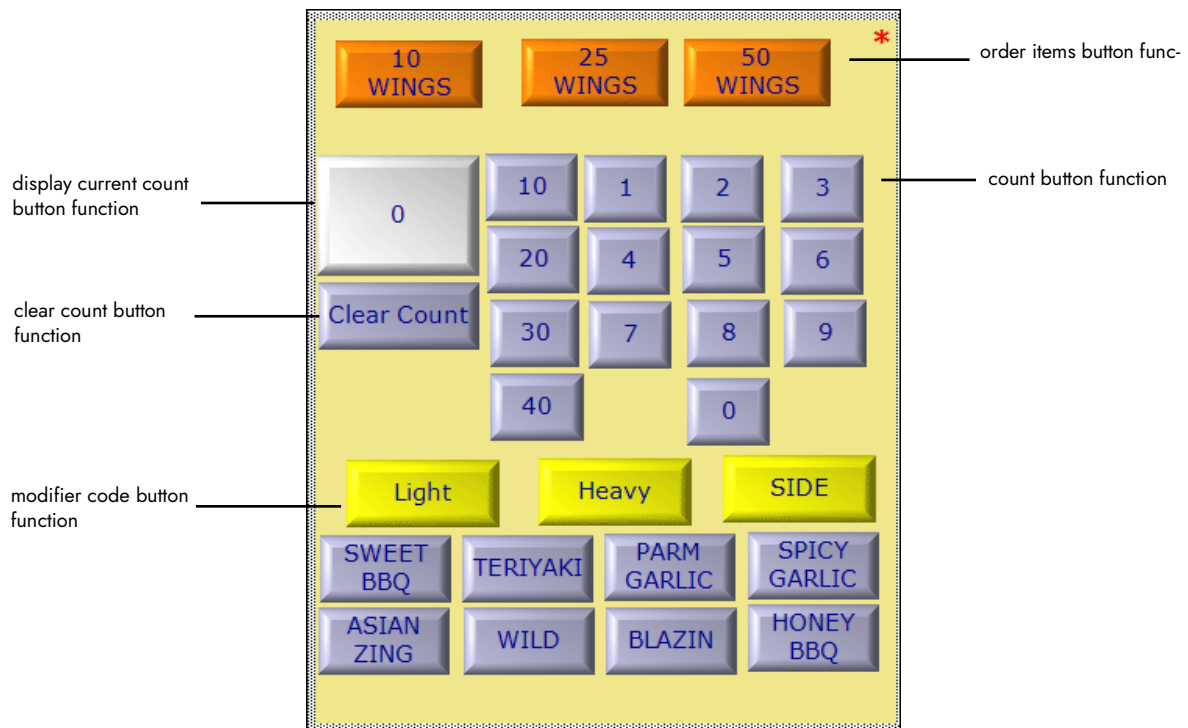 10
WINGS
25
WINGS
50
WINGS
*
order items button func-
display current count
button function
0
10
1
2
3
count button function
20
4
5
6
clear count button
function
Clear Count
30
7
8
9
40
0
modifier code button
function
Light
Heavy
SIDE
SWEET
BBQ
TERIYAKI
PARM
GARLIC
SPICY
GARLIC
ASIAN
ZING
WILD
BLAZIN
HONEY
BBQ